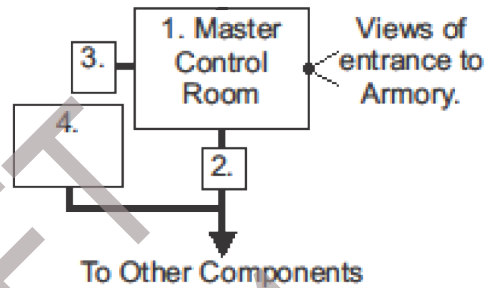 1. Master
Control
Room
Views of
entrance to
Armory.
3.
4.
2.
To Other Components